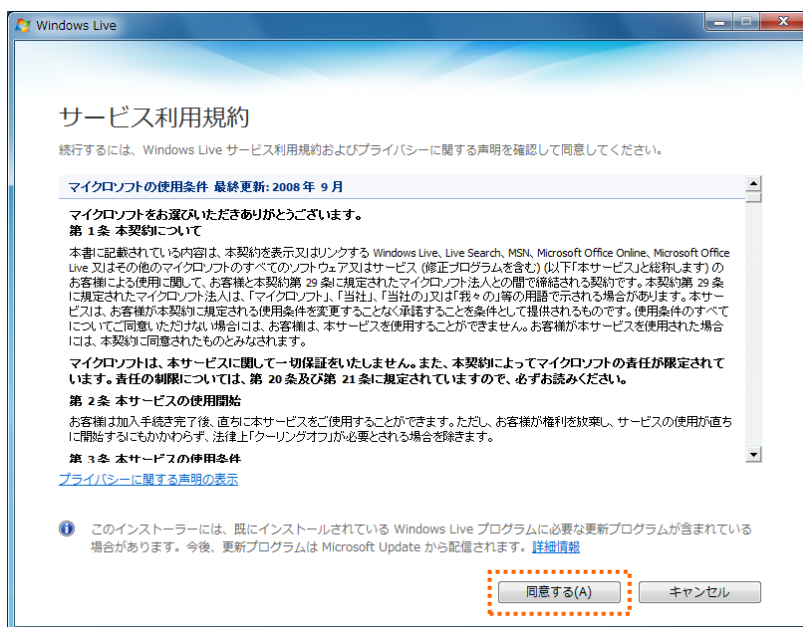 Windows Live
サービス利用規約
続行するには、Windows Live サービス利用規約およびプライバシーに関する声明を確認して同意してください。
マイクロソフトの使用条件 最終更新: 2008 年 9 月
マイクロソフトをお選びいただきありがとうございます。
第 1 条 本契約について
本書に記載されている内容は、本契約を表示又はリンクする Windows Live、Live Search、MSN、Microsoft Office Online、Microsoft Office
Live 又はその他のマイクロソフトのすべてのソフトウェア又はサービス (修正プログラムを含む) (以下「本サービス」と総称します) の
お客様による使用に関して、お客様と本契約第 29 条に規定されたマイクロソフト法人との間で締結される契約です。本契約第 29 条
に規定されたマイクロソフト法人は、「マイクロソフト」、「当社」、「当社の」又は「我々の」等の用語で示される場合があります。本サー
ビスは、お客様が本契約に規定される使用条件を変更することなく承諾することを条件として提供されるものです。使用条件のすべて
についてご同意いただけない場合には、お客様は、本サービスを使用することができません。お客様が本サービスを使用された場合
には、本契約に同意されたものとみなされます。
マイクロソフトは、本サービスに関して一切保証をいたしません。また、本契約によってマイクロソフトの責任が限定されて
います。責任の制限については、第 20 条及び第 21 条に規定されていますので、必ずお読みください。
第 2 条 本サービスの使用開始
お客様は加入手続き完了後、直ちに本サービスをご使用することができます。ただし、お客様が権利を放棄し、サービスの使用が直ち
に開始するにもかかわらず、法律上「クーリングオフ」が必要とされる場合を除きます。
第 3 条 本サービスの使用条件
プライバシーに関する声明の表示
このインストーラーには、既にインストールされている Windows Live プログラムに必要な更新プログラムが含まれている
場合があります。今後、更新プログラムは Microsoft Update から配信されます。詳細情報
同意する(A)
キャンセル